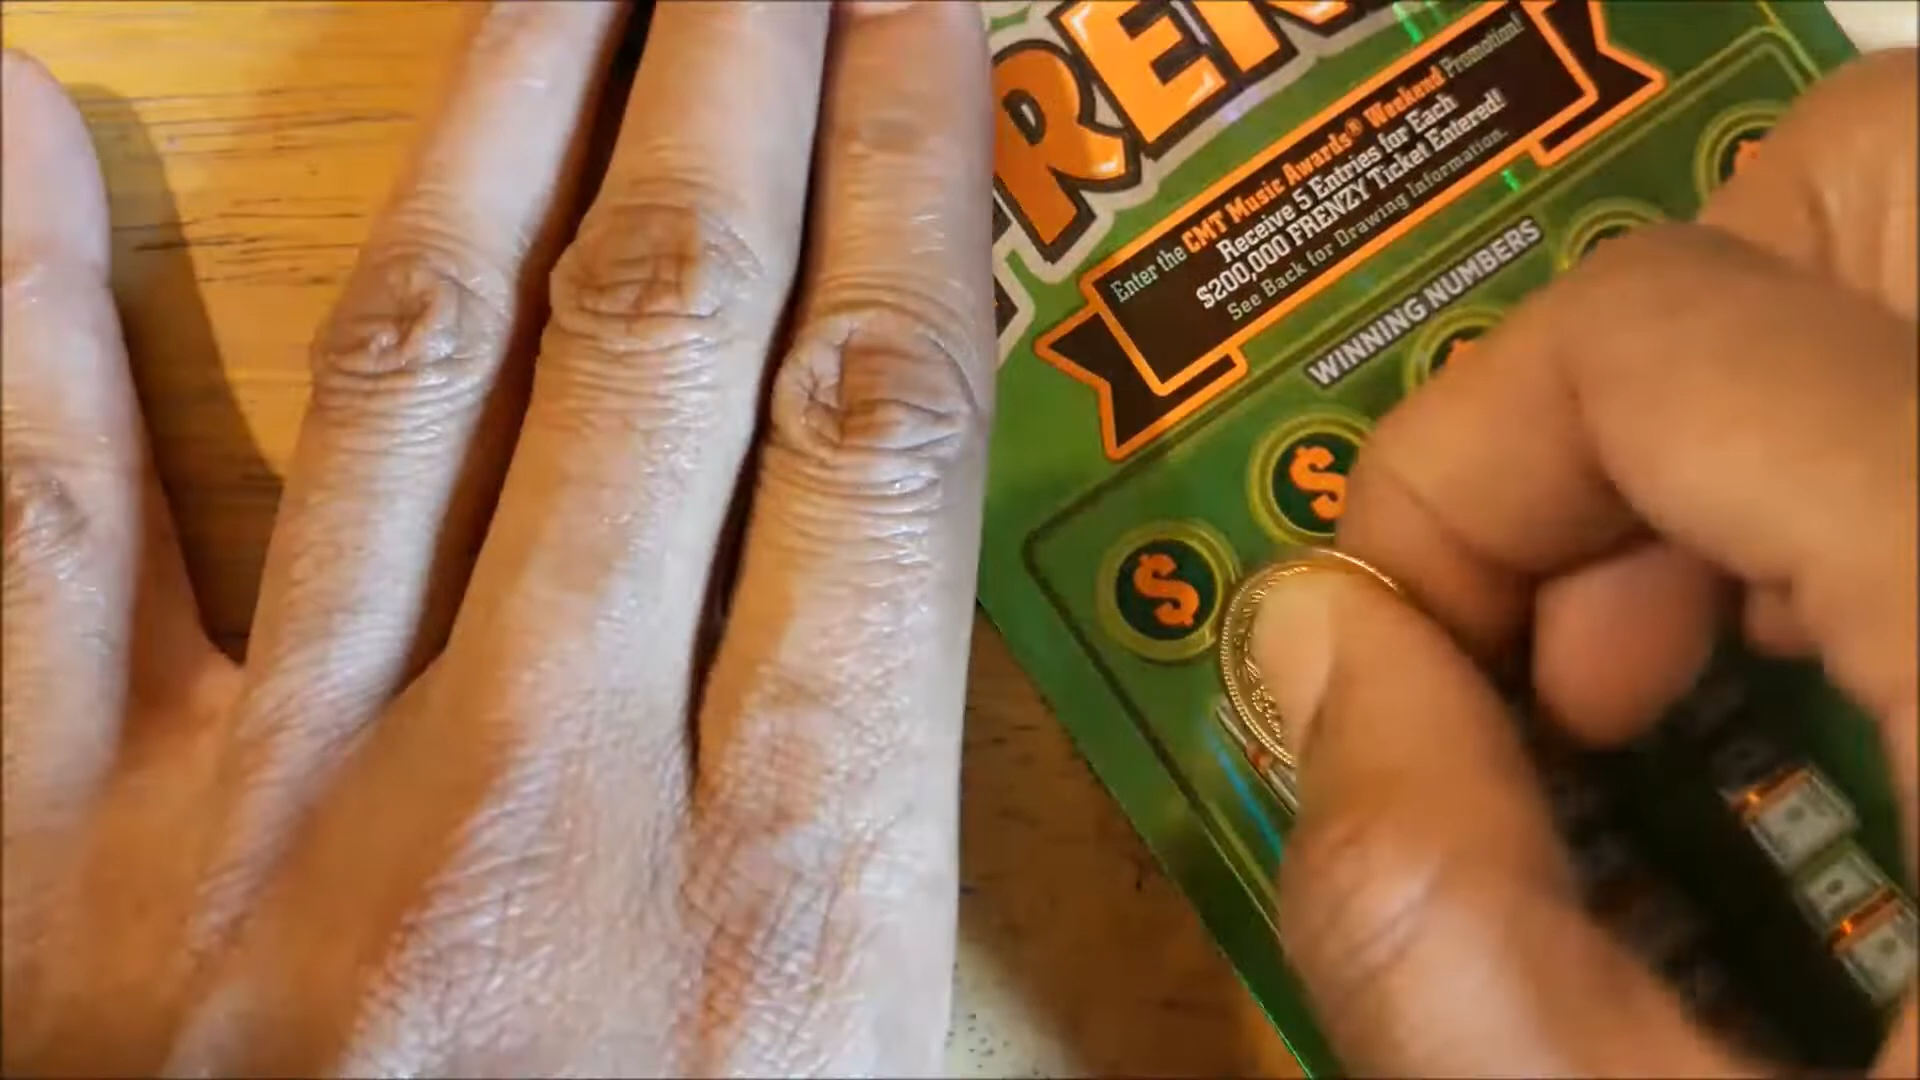 FREN
Enter the CMT Music Awards® Weekend Promotion!
Receive 5 Entries for Each
$200,000 FRENZY Ticket Entered!
See Back for Drawing Information.
WINNING NUMBERS
$
$